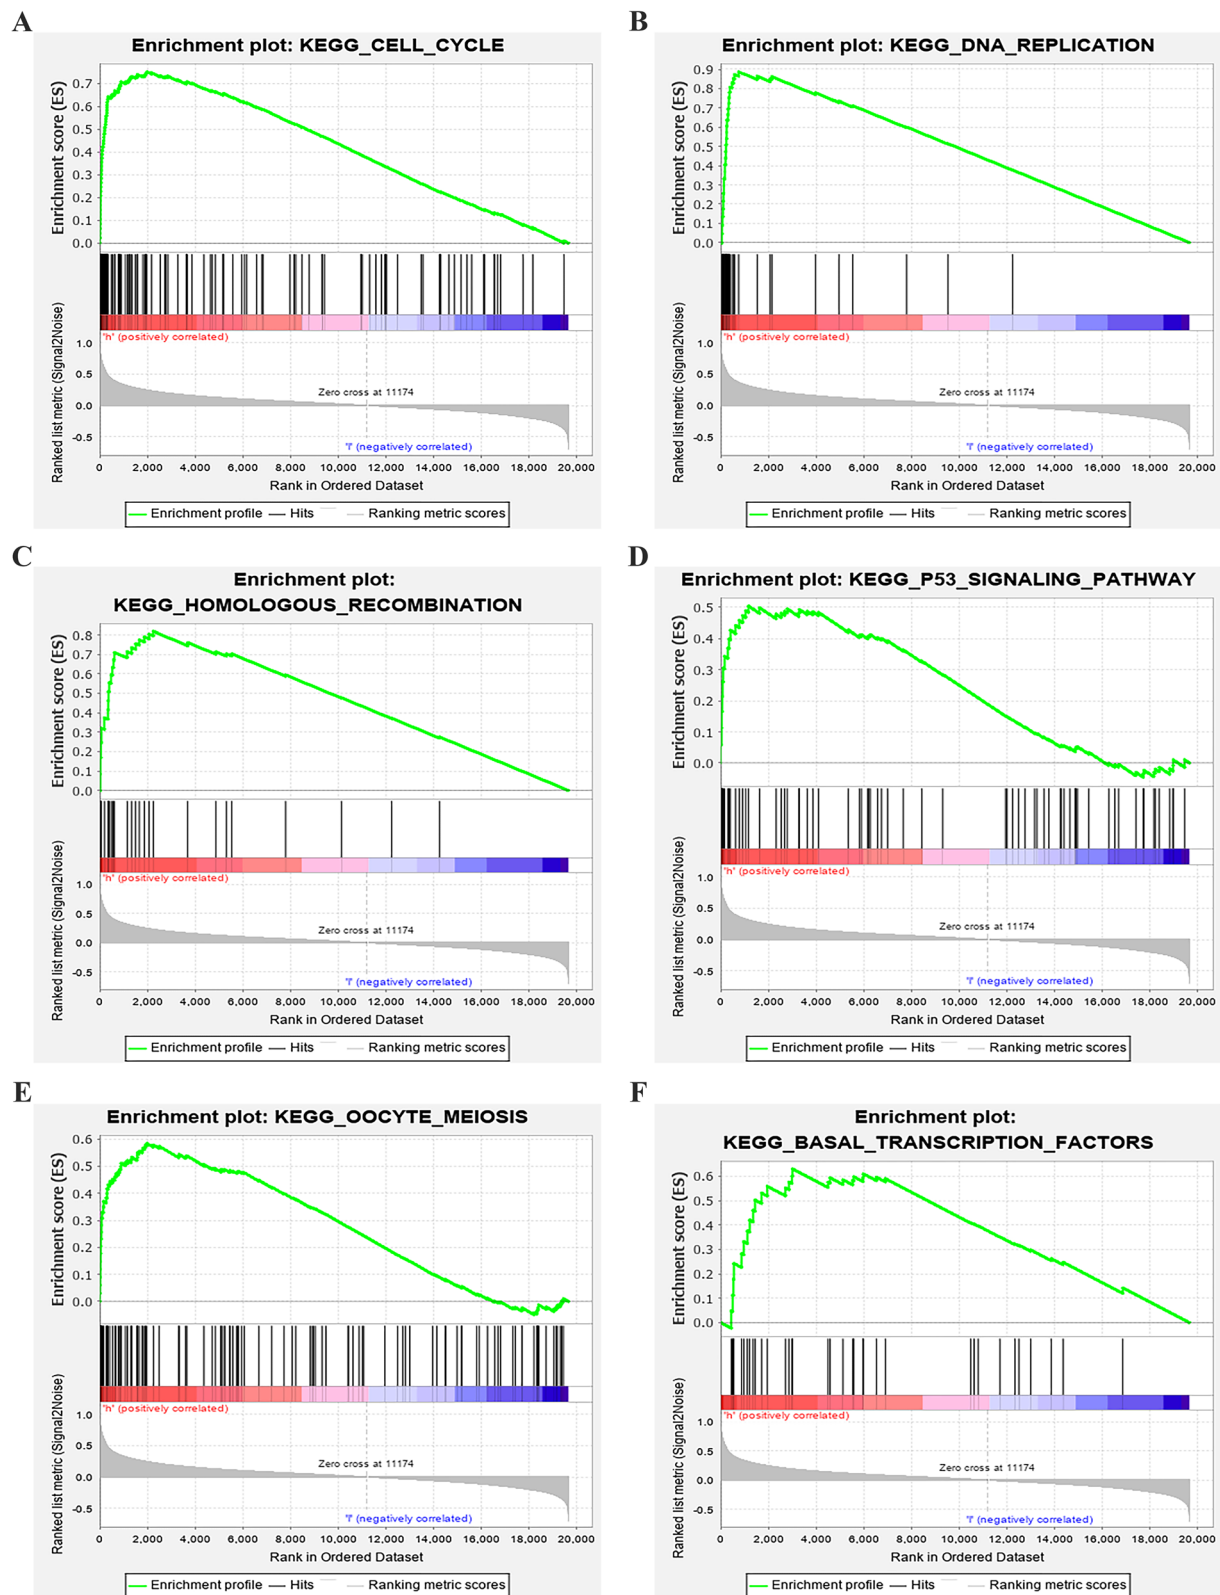 A
Enrichment plot: KEGG_CELL_CYCLE
Enrichment score (ES)
0.7
0.6
0.5
0.4
0.3
0.2
0.1
0.0
'h' (positively correlated)
Ranked list metric (Signal2Noise)
1.0
0.5
0.0
-0.5
Zero cross at 11174
'l' (negatively correlated)
0 2,000 4,000 6,000 8,000 10,000 12,000 14,000 16,000 18,000 20,000
Rank in Ordered Dataset
Enrichment profile Hits Ranking metric scores
B
Enrichment plot: KEGG_DNA_REPLICATION
Enrichment score (ES)
0.9
0.8
0.7
0.6
0.5
0.4
0.3
0.2
0.1
0.0
'h' (positively correlated)
Ranked list metric (Signal2Noise)
1.0
0.5
0.0
-0.5
Zero cross at 11174
'l' (negatively correlated)
0 2,000 4,000 6,000 8,000 10,000 12,000 14,000 16,000 18,000 20,000
Rank in Ordered Dataset
Enrichment profile Hits Ranking metric scores
C
Enrichment plot:
KEGG_HOMOLOGOUS_RECOMBINATION
Enrichment score (ES)
0.8
0.7
0.6
0.5
0.4
0.3
0.2
0.1
0.0
'h' (positively correlated)
Ranked list metric (Signal2Noise)
1.0
0.5
0.0
-0.5
Zero cross at 11174
'l' (negatively correlated)
0 2,000 4,000 6,000 8,000 10,000 12,000 14,000 16,000 18,000 20,000
Rank in Ordered Dataset
Enrichment profile Hits Ranking metric scores
D
Enrichment plot: KEGG_P53_SIGNALING_PATHWAY
Enrichment score (ES)
0.5
0.4
0.3
0.2
0.1
0.0
'h' (positively correlated)
Ranked list metric (Signal2Noise)
1.0
0.5
0.0
-0.5
Zero cross at 11174
'l' (negatively correlated)
0 2,000 4,000 6,000 8,000 10,000 12,000 14,000 16,000 18,000 20,000
Rank in Ordered Dataset
Enrichment profile Hits Ranking metric scores
E
Enrichment plot: KEGG_OOCYTE_MEIOSIS
Enrichment score (ES)
0.6
0.5
0.4
0.3
0.2
0.1
0.0
'h' (positively correlated)
Ranked list metric (Signal2Noise)
1.0
0.5
0.0
-0.5
Zero cross at 11174
'l' (negatively correlated)
0 2,000 4,000 6,000 8,000 10,000 12,000 14,000 16,000 18,000 20,000
Rank in Ordered Dataset
Enrichment profile Hits Ranking metric scores
F
Enrichment plot:
KEGG_BASAL_TRANSCRIPTION_FACTORS
Enrichment score (ES)
0.6
0.5
0.4
0.3
0.2
0.1
0.0
'h' (positively correlated)
Ranked list metric (Signal2Noise)
1.0
0.5
0.0
-0.5
Zero cross at 11174
'l' (negatively correlated)
0 2,000 4,000 6,000 8,000 10,000 12,000 14,000 16,000 18,000 20,000
Rank in Ordered Dataset
Enrichment profile Hits Ranking metric scores